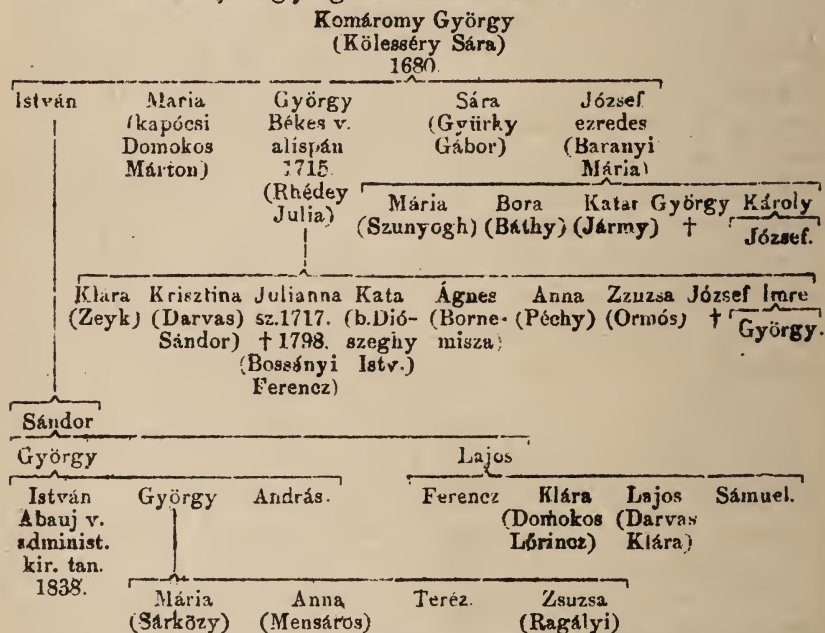 Komáromy György
(Kölesséry Sára)
1680.
István Maria György Sára József
(kapócsi Békes v. (Gyürky ezredes
Domokos alispán Gábor) (Baranyi
Márton) 1715. Mária)
(Rhédey
Julia)
Mária Bora Katar György Károly
(Szunyogh) (Báthy) (Jármy) † József.
Klára Krisztina Julianna Kata Ágnes Anna Zzuzsa József Imre
(Zeyk) (Darvas sz.1717. (b.Dió- (Borne- (Péchy) (Ormós) † György.
Sándor) † 1798. szeghy misza)
(Bossányi Istv.)
Ferencz)
Sándor
György Lajos
István György András. Ferencz Klára Lajos Sámuel.
Abauj v. (Domokos (Darvas
administ. Lőrincz) Klára)
kir. tan.
1838.
Mária Anna Teréz. Zsuzsa
(Sárközy) (Mensáros) (Ragályi)